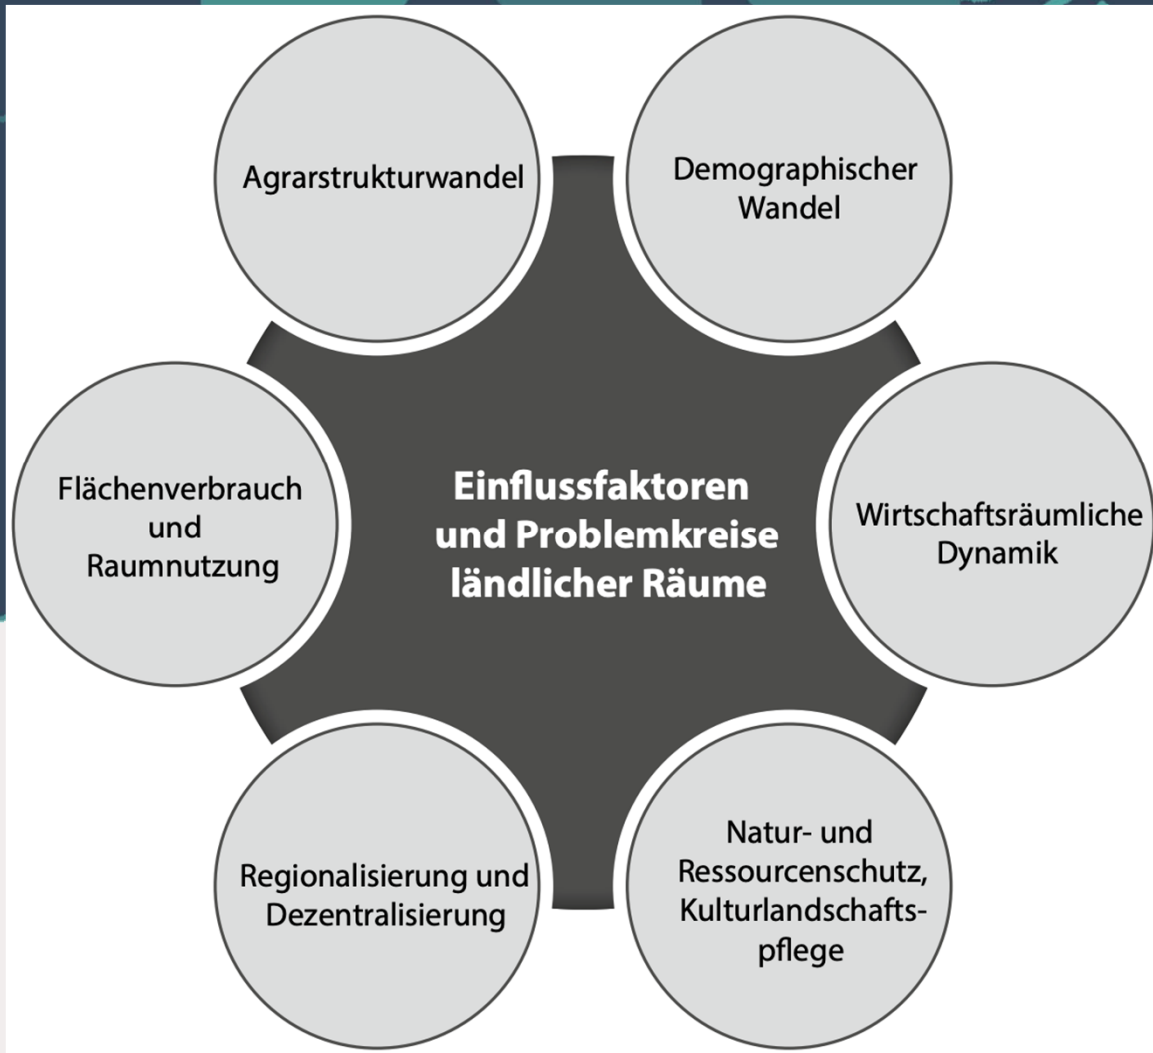 Agrarstrukturwandel
Demographischer
Wandel
Flächenverbrauch
und
Raumnutzung
Einflussfaktoren
und Problemkreise
ländlicher Räume
Wirtschaftsräumliche
Dynamik
Regionalisierung und
Dezentralisierung
Natur- und
Ressourcenschutz,
Kulturlandschafts-
pflege